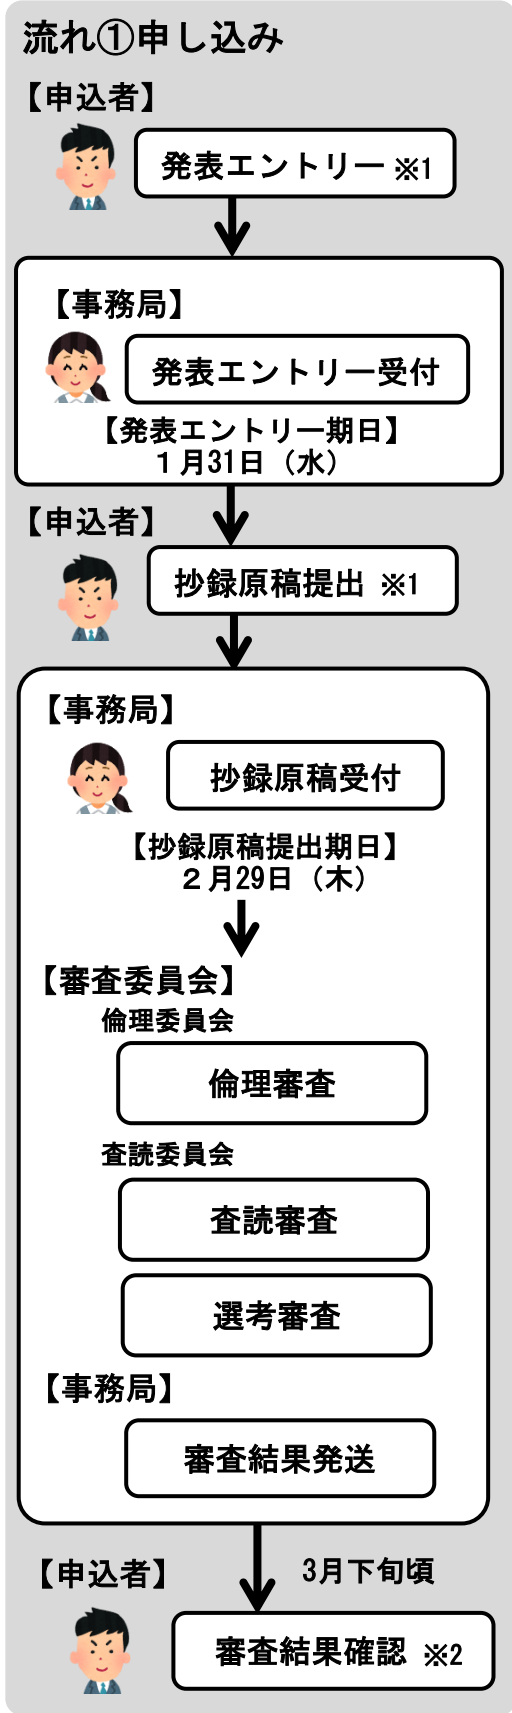 流れ①申し込み
【申込者】
発表エントリー ※1
【事務局】
発表エントリー受付
【発表エントリー期日】
１月31日（水）
【申込者】
抄録原稿提出 ※1
【事務局】
抄録原稿受付
【抄録原稿提出期日】
２月29日（木）
【審査委員会】
倫理委員会
倫理審査
査読委員会
査読審査
選考審査
【事務局】
審査結果発送
3月下旬頃
【申込者】
審査結果確認 ※2